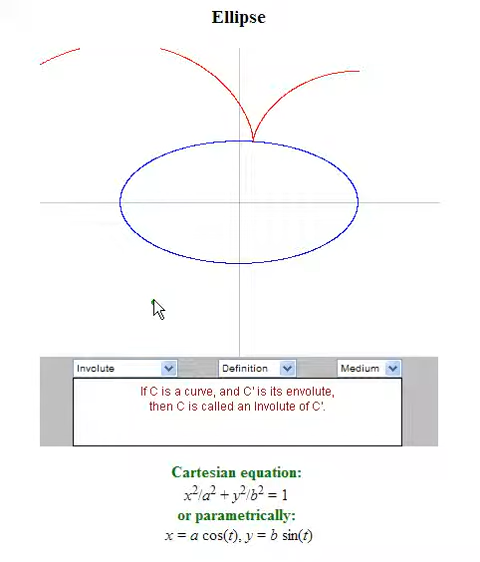 Ellipse
Involute Definition Medium
If C is a curve, and C' is its envolute,
then C is called an Involute of C'.
Cartesian equation:
x²/a² + y²/b² = 1
or parametrically:
x = a cos(t), y = b sin(t)